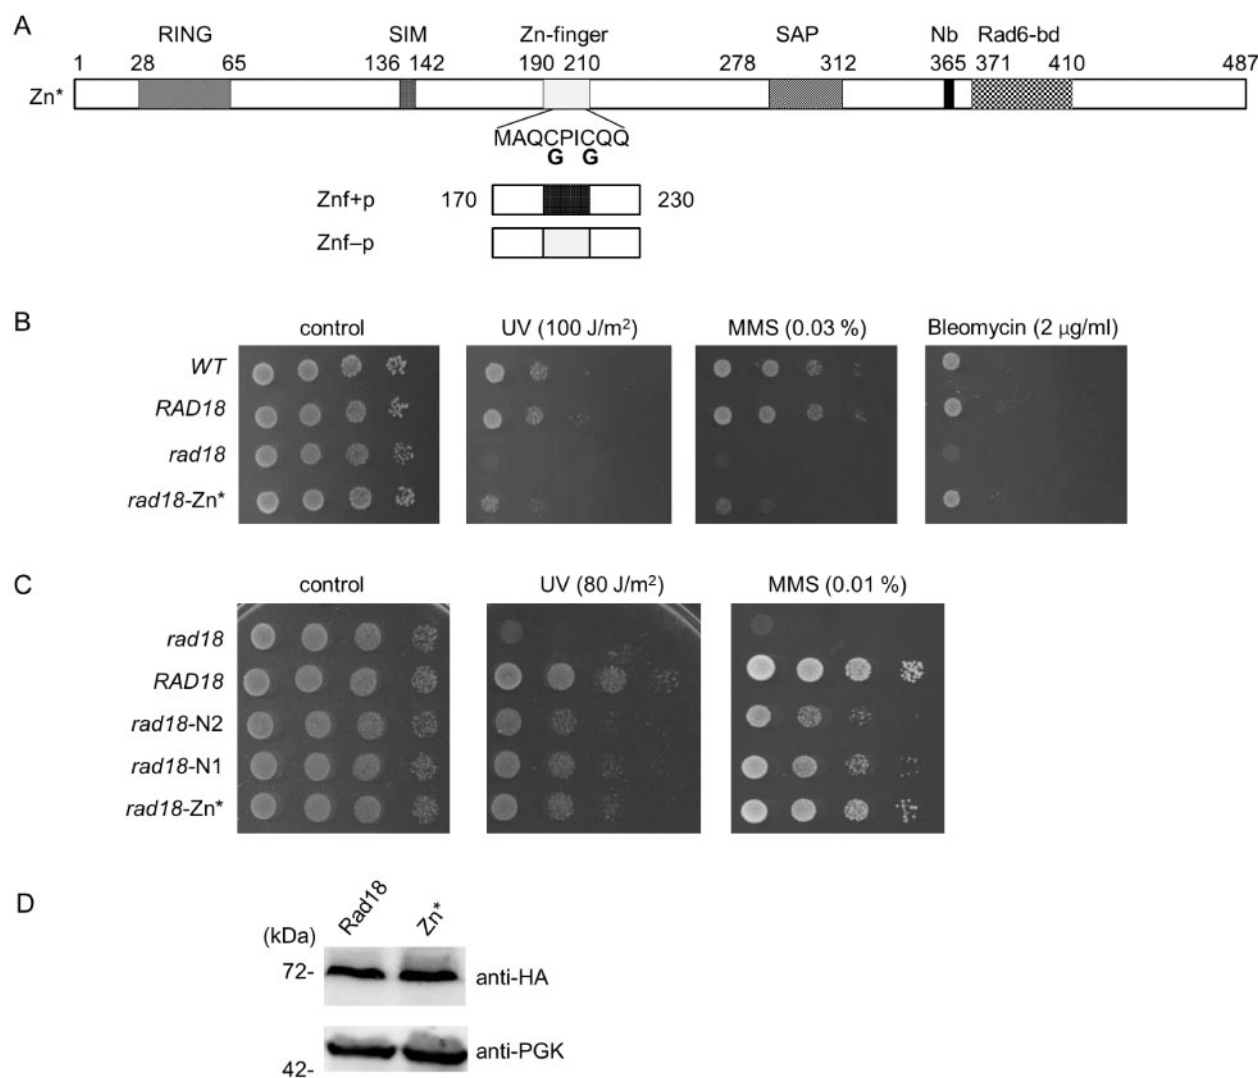 A
RING SIM Zn-finger SAP Nb Rad6-bd
1 28 65 136 142 190 210 278 312 365 371 410 487
Zn*
MAQCPICQQ
G G
Znf+p 170 230
Znf–p
B
control UV (100 J/m²) MMS (0.03 %) Bleomycin (2 μg/ml)
WT
RAD18
rad18
rad18-Zn*
C
control UV (80 J/m²) MMS (0.01 %)
rad18
RAD18
rad18-N2
rad18-N1
rad18-Zn*
D
Rad18 Zn*
(kDa)
72- anti-HA
anti-PGK
42-